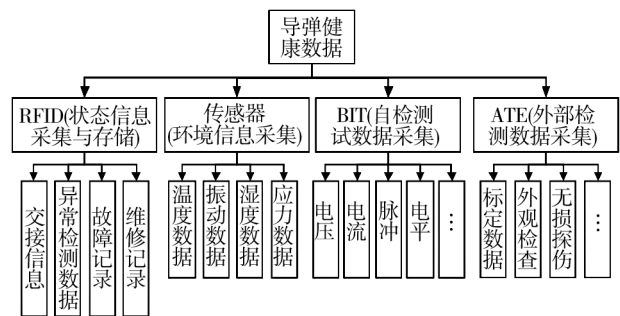 导弹健
康数据
RFID(状态信息
采集与存储)
传感器
(环境信息采集)
BIT(自检测
试数据采集)
ATE(外部检
测数据采集)
交接信息
异常检测数据
故障记录
维修记录
温度数据
振动数据
湿度数据
应力数据
电压
电流
脉冲
电平
…
标定数据
外观检查
无损探伤
…